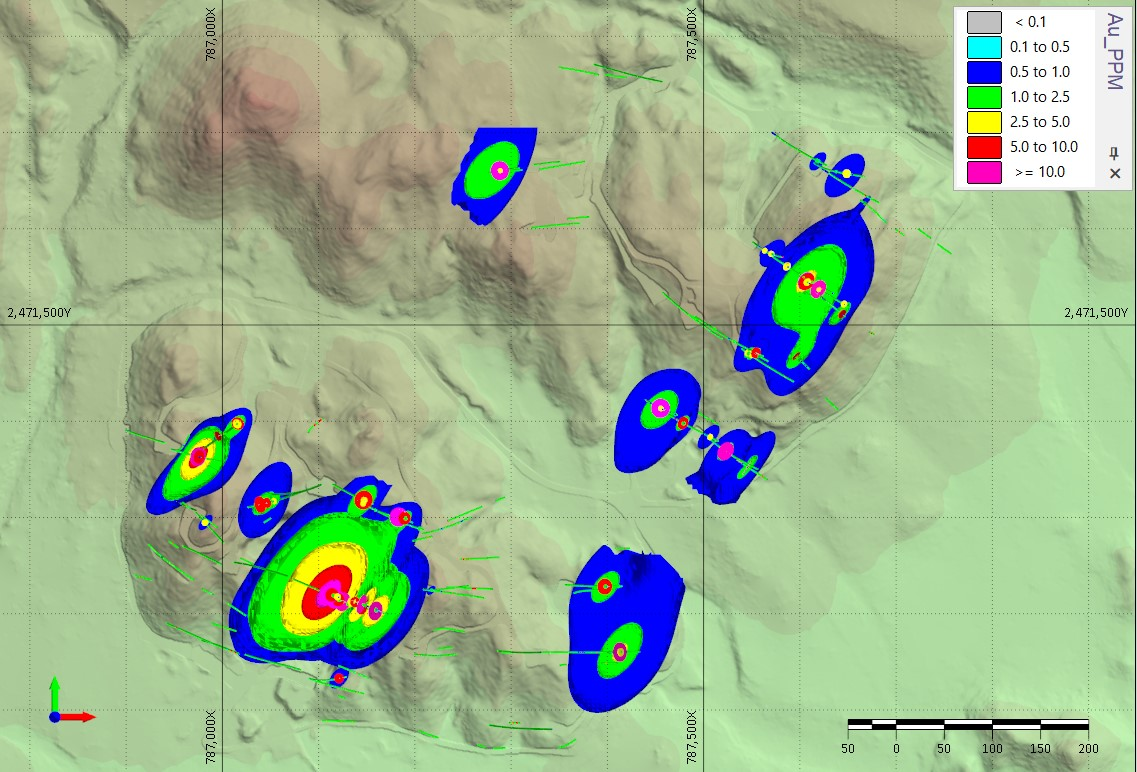 787,000X
787,500X
< 0.1
0.1 to 0.5
0.5 to 1.0
1.0 to 2.5
2.5 to 5.0
5.0 to 10.0
>= 10.0
Au_PPM
2,471,500Y
2,471,500Y
787,000X
787,500X
50 0 50 100 150 200